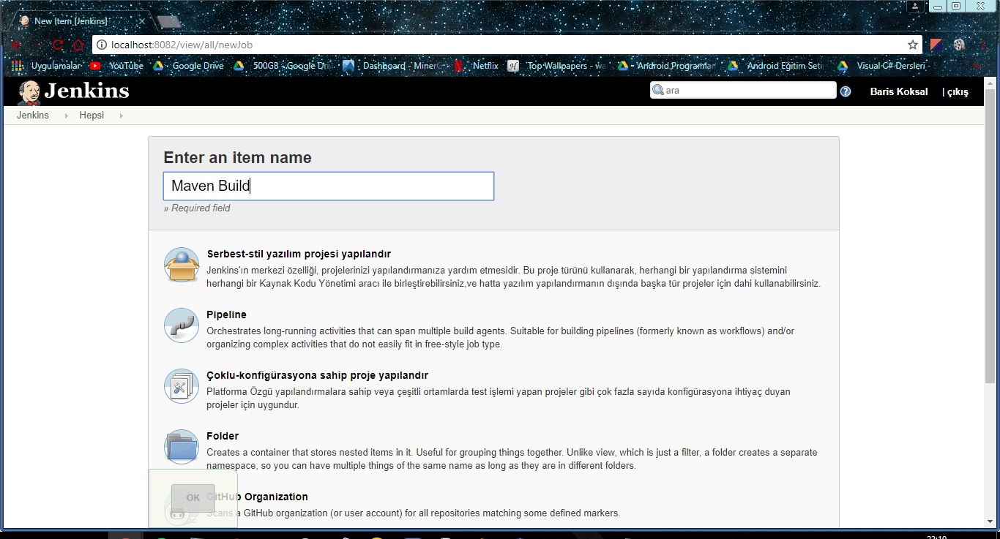 New Item [Jenkins]
localhost:8082/view/all/newJob
Uygulamalar YouTube Google Drive 500GB - Google Dri Dashboard - MinerG Netflix Top Wallpapers - wa Android Programlar Android Eğitim Seti Visual C# Dersleri - S
Jenkins ara Baris Koksal | çıkış
Jenkins Hepsi
Enter an item name
Maven Build
» Required field
Serbest-stil yazılım projesi yapılandır
Jenkins'ın merkezi özelliği, projelerinizi yapılandırmanıza yardım etmesidir. Bu proje türünü kullanarak, herhangi bir yapılandırma sistemini
herhangi bir Kaynak Kodu Yönetimi aracı ile birleştirebilirsiniz,ve hatta yazılım yapılandırmanın dışında başka tür projeler için dahi kullanabilirsiniz.
Pipeline
Orchestrates long-running activities that can span multiple build agents. Suitable for building pipelines (formerly known as workflows) and/or
organizing complex activities that do not easily fit in free-style job type.
Çoklu-konfigürasyona sahip proje yapılandır
Platforma Özgü yapılandırmalara sahip veya çeşitli ortamlarda test işlemi yapan projeler gibi çok fazla sayıda konfigürasyona ihtiyaç duyan
projeler için uygundur.
Folder
Creates a container that stores nested items in it. Useful for grouping things together. Unlike view, which is just a filter, a folder creates a separate
namespace, so you can have multiple things of the same name as long as they are in different folders.
OK
GitHub Organization
Scans a GitHub organization (or user account) for all repositories matching some defined markers.